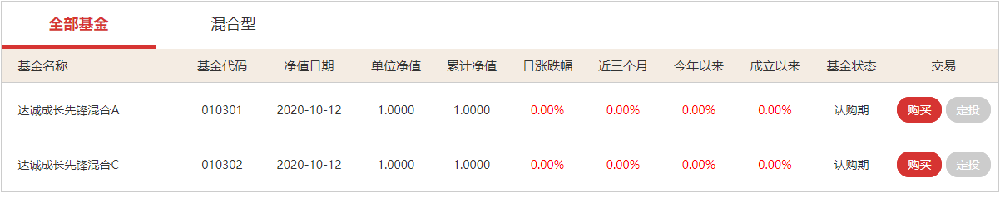 全部基金 混合型
基金名称 基金代码 净值日期 单位净值 累计净值 日涨跌幅 近三个月 今年以来 成立以来 基金状态 交易
达诚成长先锋混合A 010301 2020-10-12 1.0000 1.0000 0.00% 0.00% 0.00% 0.00% 认购期 购买 定投
达诚成长先锋混合C 010302 2020-10-12 1.0000 1.0000 0.00% 0.00% 0.00% 0.00% 认购期 购买 定投